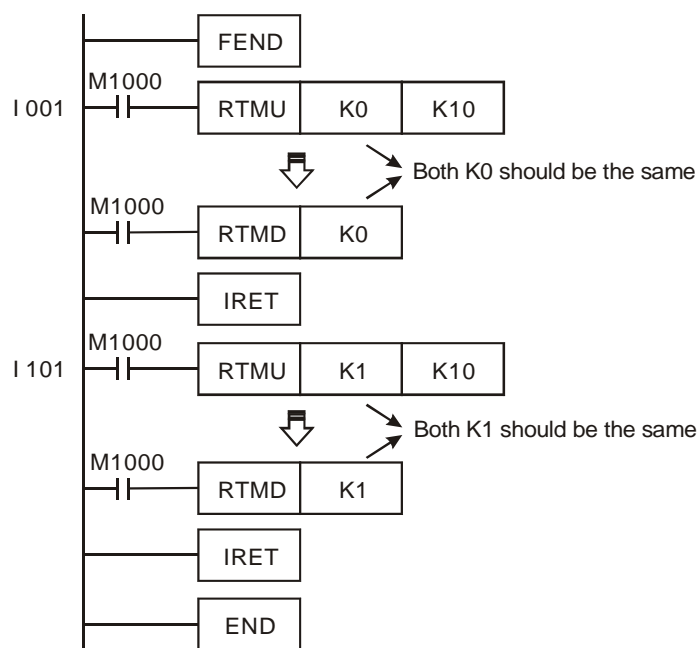 FEND
M1000
I 001 RTMU K0 K10
Both K0 should be the same
M1000
RTMD K0
IRET
M1000
I 101 RTMU K1 K10
Both K1 should be the same
M1000
RTMD K1
IRET
END